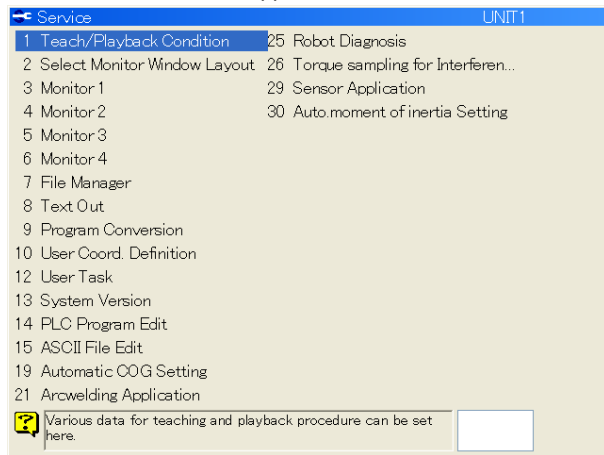 Service UNIT1
1 Teach/Playback Condition
2 Select Monitor Window Layout
3 Monitor 1
4 Monitor 2
5 Monitor 3
6 Monitor 4
7 File Manager
8 Text Out
9 Program Conversion
10 User Coord. Definition
12 User Task
13 System Version
14 PLC Program Edit
15 ASCII File Edit
19 Automatic COG Setting
21 Arcwelding Application
25 Robot Diagnosis
26 Torque sampling for Interferen...
29 Sensor Application
30 Auto.moment of inertia Setting
Various data for teaching and playback procedure can be set
here.